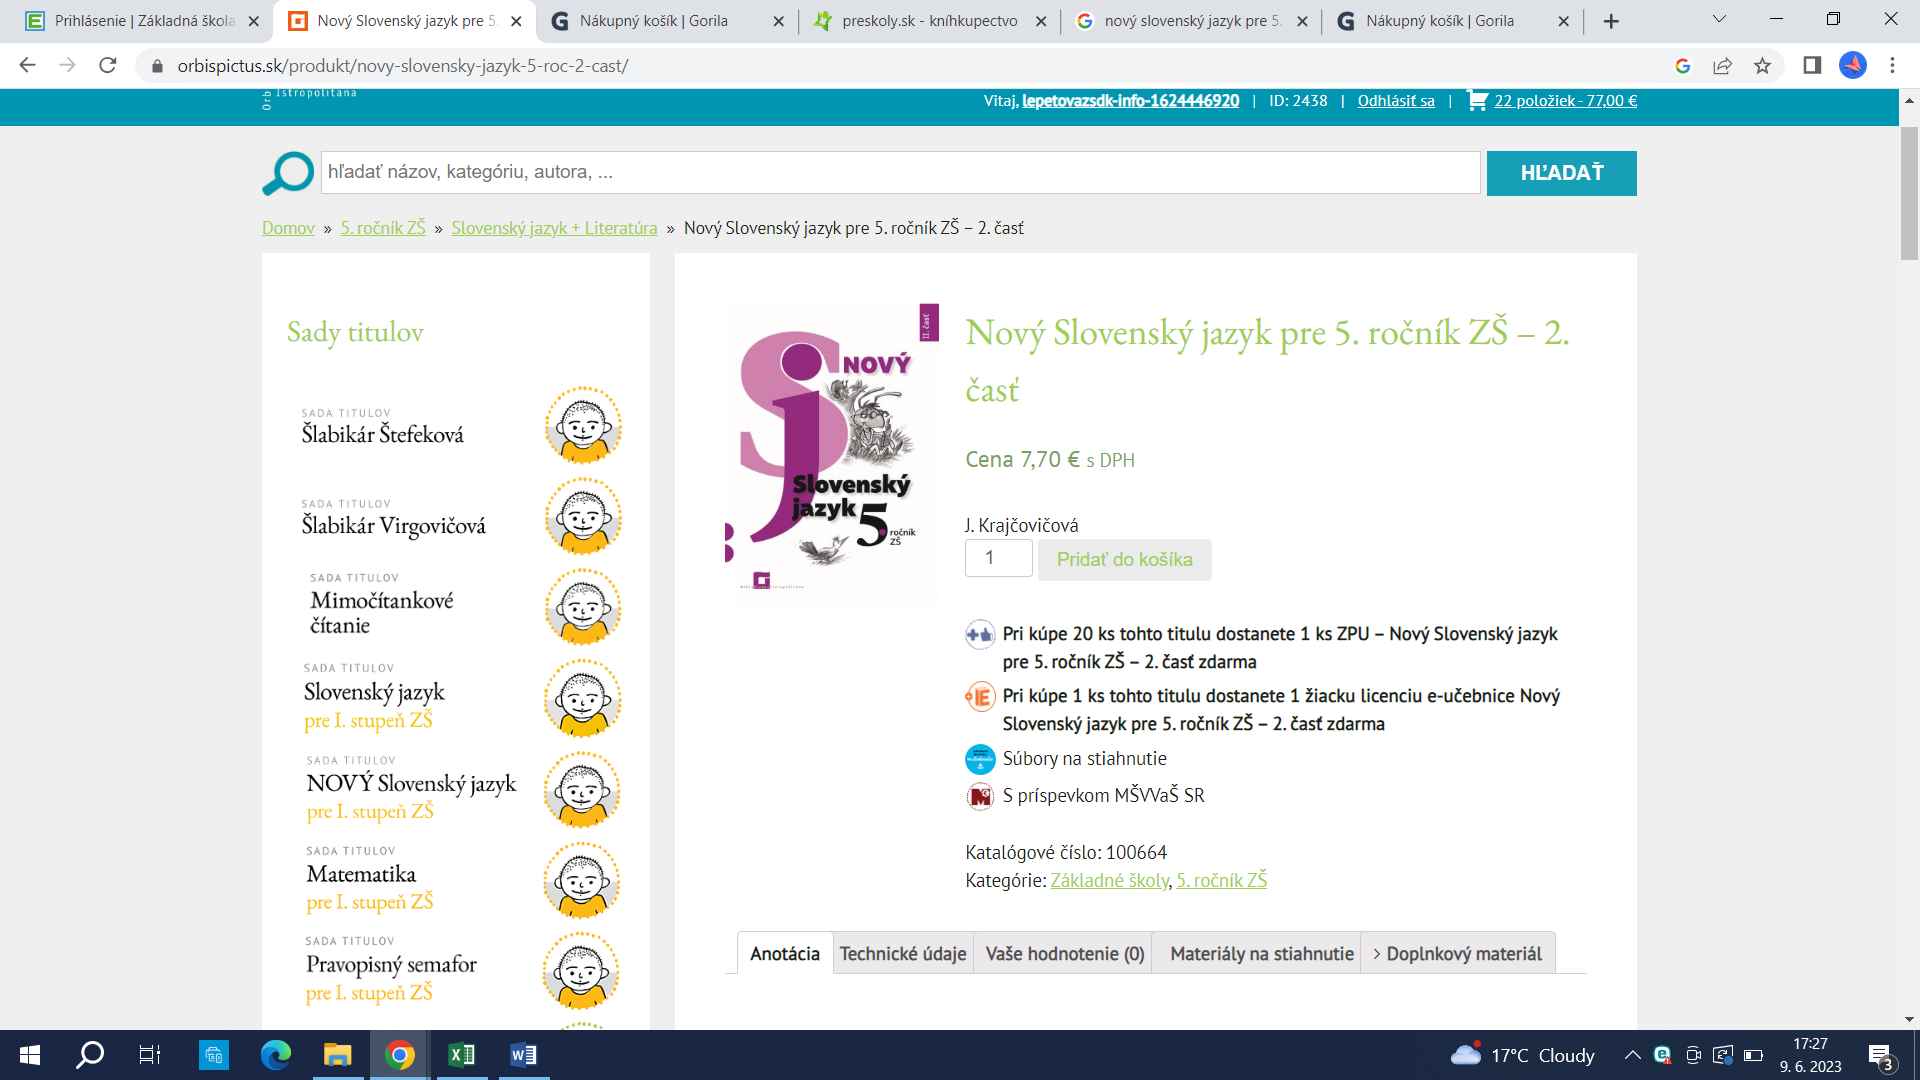 Prihlásenie | Základná škola
Nový Slovenský jazyk pre 5.
Nákupný košík | Gorila
preskoly.sk - kníhkupectvo
nový slovenský jazyk pre 5.
Nákupný košík | Gorila
orbispictus.sk/produkt/novy-slovensky-jazyk-5-roc-2-cast/
Istropolitana
Vitaj, lepetovazsdk-info-1624446920 | ID: 2438 | Odhlásiť sa | 22 položiek - 77,00 €
hľadať názov, kategóriu, autora, ...
HĽADAŤ
Domov » 5. ročník ZŠ » Slovenský jazyk + Literatúra » Nový Slovenský jazyk pre 5. ročník ZŠ – 2. časť
Sady titulov
SADA TITULOV
Šlabikár Štefeková
SADA TITULOV
Šlabikár Virgovičová
SADA TITULOV
Mimočítankové
čítanie
SADA TITULOV
Slovenský jazyk
pre I. stupeň ZŠ
SADA TITULOV
NOVÝ Slovenský jazyk
pre I. stupeň ZŠ
SADA TITULOV
Matematika
pre I. stupeň ZŠ
SADA TITULOV
Pravopisný semafor
pre I. stupeň ZŠ
II. časť
Sj
NOVÝ
Slovenský
jazyk 5. ročník
ZŠ
Nový Slovenský jazyk pre 5. ročník ZŠ – 2.
časť
Cena 7,70 € s DPH
J. Krajčovičová
1
Pridať do košíka
Pri kúpe 20 ks tohto titulu dostanete 1 ks ZPU – Nový Slovenský jazyk
pre 5. ročník ZŠ – 2. časť zdarma
Pri kúpe 1 ks tohto titulu dostanete 1 žiacku licenciu e-učebnice Nový
Slovenský jazyk pre 5. ročník ZŠ – 2. časť zdarma
Súbory na stiahnutie
S príspevkom MŠVVaŠ SR
Katalógové číslo: 100664
Kategórie: Základné školy, 5. ročník ZŠ
Anotácia
Technické údaje
Vaše hodnotenie (0)
Materiály na stiahnutie
> Doplnkový materiál
17°C Cloudy
17:27
9. 6. 2023
3